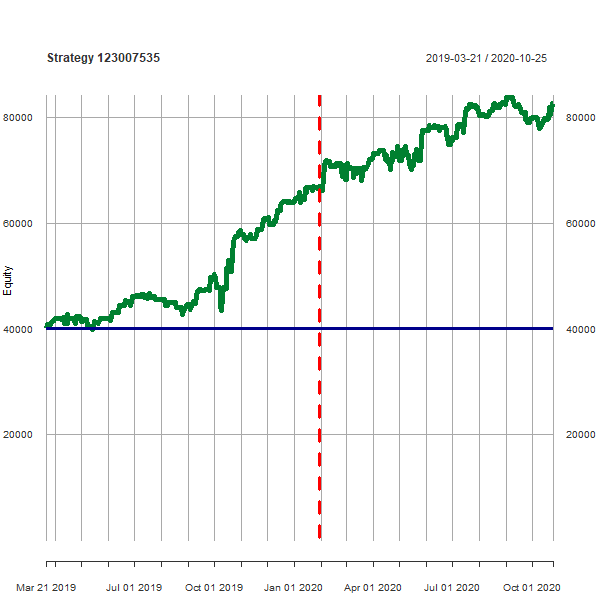 Strategy 123007535
2019-03-21 / 2020-10-25
80000
80000
60000
60000
Equity
40000
40000
20000
20000
Mar 21 2019
Jul 01 2019
Oct 01 2019
Jan 01 2020
Apr 01 2020
Jul 01 2020
Oct 01 2020